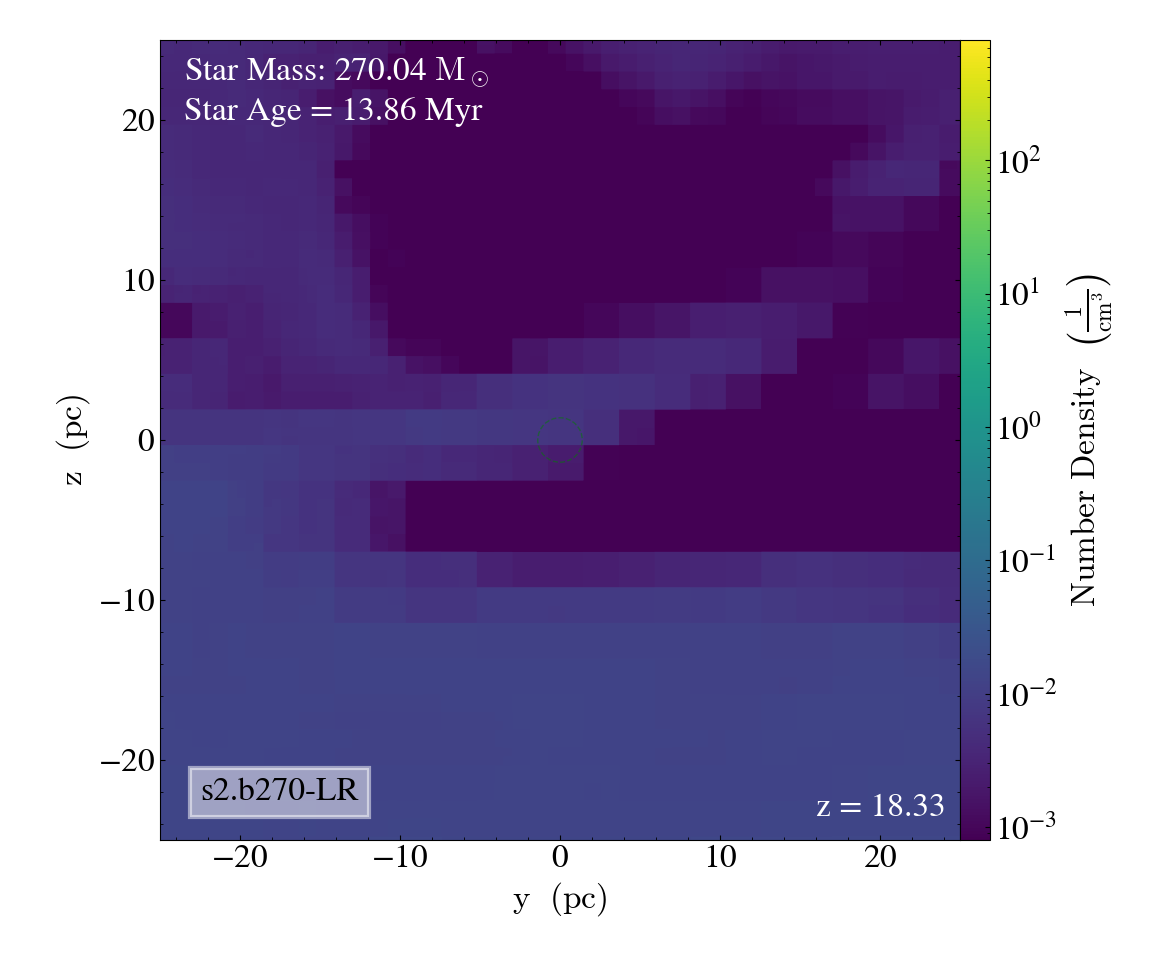 Star Mass: 270.04 M⊙
Star Age = 13.86 Myr
20
10
0
−10
−20
z (pc)
s2.b270-LR
z = 18.33
−20
−10
0
10
20
y (pc)
10²
10¹
10⁰
10⁻¹
10⁻²
10⁻³
Number Density (1/cm³)